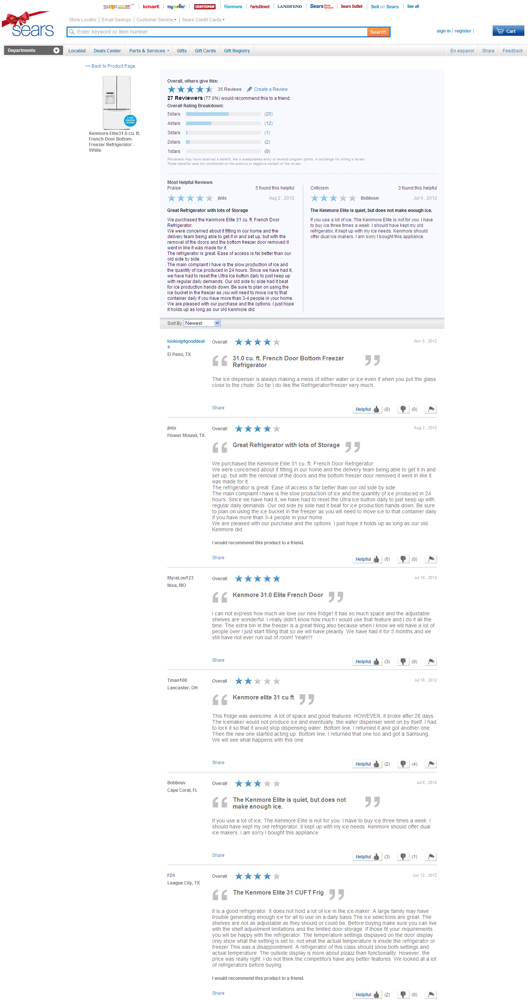 SHOP YOUR WAY REWARDS SM
kmart
mygofer
CRAFTSMAN
Kenmore
PartsDirect
LANDS'END
Sears Home Services
Sears Outlet
Sell on Sears
See all
Store Locator
Email Savings
Customer Service
Sears Credit Cards
sears
Enter keyword or item number
Search
sign in
register
Cart
Departments
LocalAd
Deals Center
Parts & Services
Gifts
Gift Cards
Gift Registry
En espanol
Share
Feedback
<< Back to Product Page
3-TIER
FREEZER
DRAWER
Kenmore Elite31.0 cu. ft.
French-Door Bottom-
Freezer Refrigerator -
White
Overall, others give this:
35 Reviews
Create a Review
27 Reviewers (77.0%) would recommend this to a friend.
Overall Rating Breakdown:
5stars (20)
4stars (12)
3stars (1)
2stars (2)
1stars (0)
Reviewers may have received a benefit, like a sweepstakes entry or rewards program points, in exchange for writing a review.
Those benefits were not conditioned on the positive or negative content of the review.
Most Helpful Reviews
Praise
5 found this helpful
jlntx
Aug 2 , 2012
Great Refrigerator with lots of Storage
We purchased the Kenmore Elite 31 cu. ft. French Door
Refrigerator.
We were concerned about it fitting in our home and the
delivery team being able to get it in and set up, but with the
removal of the doors and the bottom freezer door removed it
went in like it was made for it.
The refrigerator is great. Ease of access is far better than our
old side by side.
The main complaint I have is the slow production of ice and
the quantity of ice produced in 24 hours. Since we have had it,
we have had to reset the Ultra Ice button daily to just keep up
with regular daily demands. Our old side by side had it beat
for ice production hands down. Be sure to plan on using the
ice bucket in the freezer as you will need to move ice to that
container daily if you have more than 3-4 people in your home.
We are pleased with our purchase and the options. I just hope
it holds up as long as our old Kenmore did.
Criticism
3 found this helpful
Bobbouv
Jul 6 , 2012
The Kenmore Elite is quiet, but does not make enough ice.
If you use a lot of ice, The Kenmore Elite is not for you. I have
to buy ice three times a week. I should have kept my old
refrigerator, it kept up with my ice needs. Kenmore should
offer dual ice makers. I am sorry I bought this appliance.
Sort By: Newest
looking4gooddeal
s
El Paso, TX
Overall
Nov 5 , 2012
31.0 cu. ft. French Door Bottom Freezer
Refrigerator
The ice dispenser is always making a mess of either water or ice even if when you put the glass
close to the chute. So far I do like the Refrigerator/freezer very much.
Share
Helpful (0) (0)
jlntx
Flower Mound, TX
Overall
Aug 2 , 2012
Great Refrigerator with lots of Storage
We purchased the Kenmore Elite 31 cu. ft. French Door Refrigerator.
We were concerned about it fitting in our home and the delivery team being able to get it in and
set up, but with the removal of the doors and the bottom freezer door removed it went in like it
was made for it.
The refrigerator is great. Ease of access is far better than our old side by side.
The main complaint I have is the slow production of ice and the quantity of ice produced in 24
hours. Since we have had it, we have had to reset the Ultra Ice button daily to just keep up with
regular daily demands. Our old side by side had it beat for ice production hands down. Be sure
to plan on using the ice bucket in the freezer as you will need to move ice to that container daily
if you have more than 3-4 people in your home.
We are pleased with our purchase and the options. I just hope it holds up as long as our old
Kenmore did.
I would recommend this product to a friend.
Share
Helpful (6) (0)
MyraLou123
Nixa, MO
Overall
Jul 18 , 2012
Kenmore 31.0 Elite French Door
I can not express how much we love our new fridge! It has so much space and the adjustable
shelves are wonderful. I really didn't know how much I would use that feature and I do it all the
time. The extra bin in the freezer is a great thing also because when I know we will have a lot of
people over I just start filling that so we will have pleanty. We have had it for 3 months and we
still have not ever run out of room! Yeah!!!
Share
Helpful (3) (0)
Tman100
Lancaster, OH
Overall
Jul 16 , 2012
Kenmore elite 31 cu ft
This fridge was awesome. A lot of space and good features. HOWEVER, it broke after 28 days.
The icemaker would not produce ice and eventually, the water dispenser went on by itself. I had
to lock it so that it would stop dispensing water. Bottom line, I returned it and got another one.
Then the new one started acting up. Bottom line, I returned that one too and got a Samsung.
We will see what happens with this one.
Share
Helpful (2) (4)
Bobbouv
Cape Coral, FL
Overall
Jul 6 , 2012
The Kenmore Elite is quiet, but does not
make enough ice.
If you use a lot of ice, The Kenmore Elite is not for you. I have to buy ice three times a week. I
should have kept my old refrigerator, it kept up with my ice needs. Kenmore should offer dual
ice makers. I am sorry I bought this appliance.
Share
Helpful (3) (1)
FD1
League City, TX
Overall
Jun 12 , 2012
The Kenmore Elite 31 CUFT Frig
It is a good refrigerator. It does not hold a lot of ice in the ice maker. A large family may have
trouble generating enough ice for all to use on a daily basis.The ice selections are great. The
shelves are not as adjustable as they should or could be. Before buying make sure you can live
with the shelf adjustment limitations and the limited door storage. If those fit your requirements
you will be happy with the refrigerator. The temperature settings displayed on the door display
only show what the setting is set to, not what the actual temperature is inside the refrigerator or
freezer.This was a disappointment. A refrigerator of this class should show both settings and
actual temperature. The outside display is more about pizazz than functionality. However, the
price was really right. I do not think the competitors have any better features. We looked at a lot
of refrigerators before buying.
I would recommend this product to a friend.
Share
Helpful (2) (0)